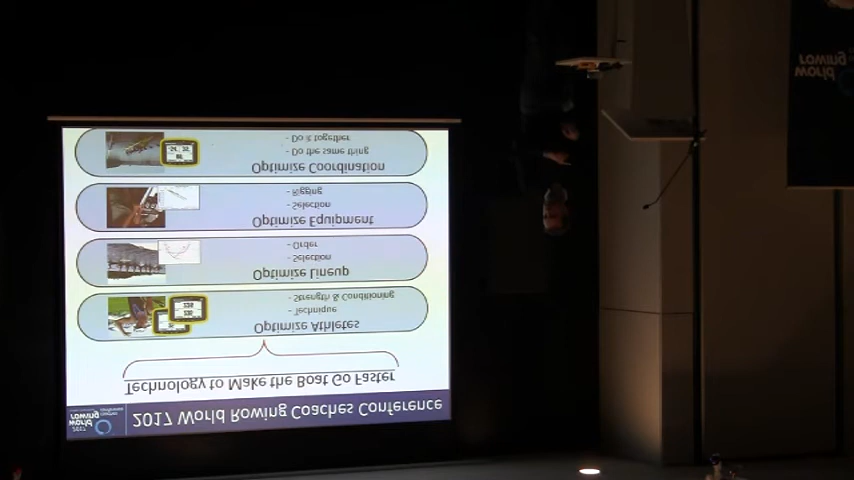 2017 World Rowing Coaches Conference
Technology to Make the Boat Go Faster
Optimize Athletes
- Technique
- Strength & Conditioning
Optimize Lineup
- Selection
- Order
Optimize Equipment
- Selection
- Rigging
Optimize Coordination
- Do the same thing
- Do it together
world
rowing